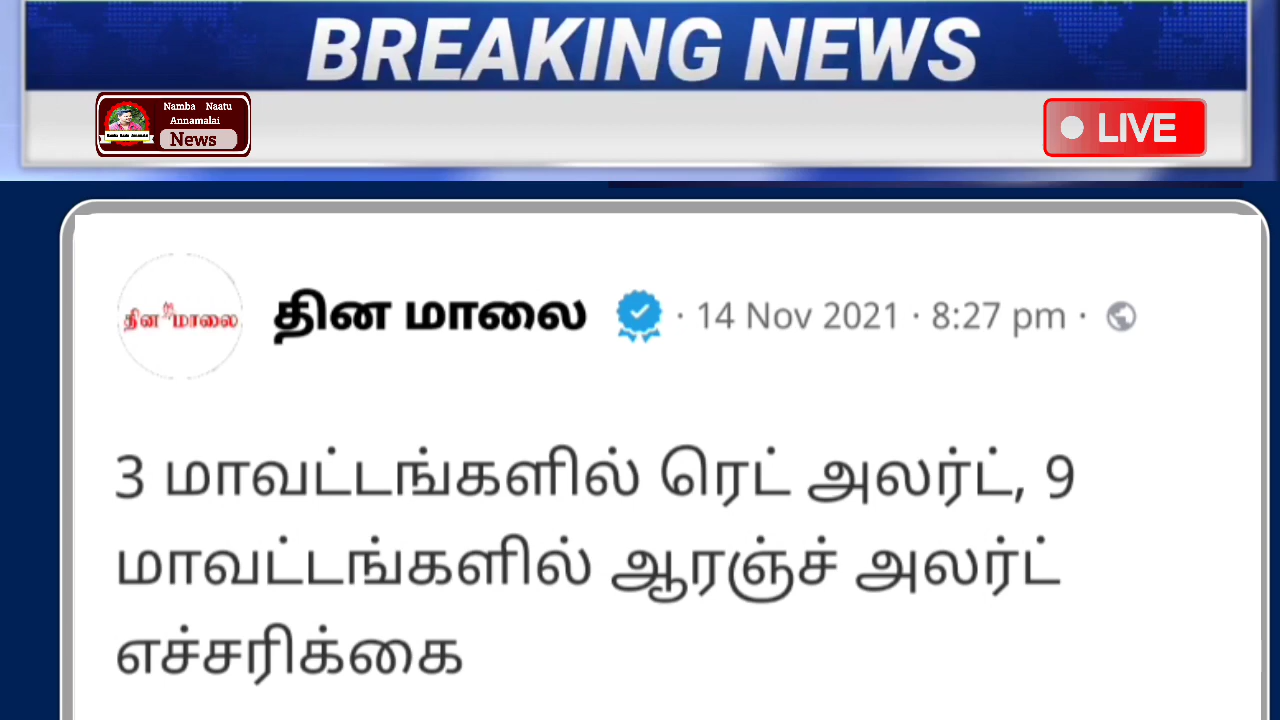 BREAKING NEWS
Namba Naatu
Annamalai
News
LIVE
தின மாலை
தின மாலை · 14 Nov 2021 · 8:27 pm ·
3 மாவட்டங்களில் ரெட் அலர்ட், 9
மாவட்டங்களில் ஆரஞ்ச் அலர்ட்
எச்சரிக்கை